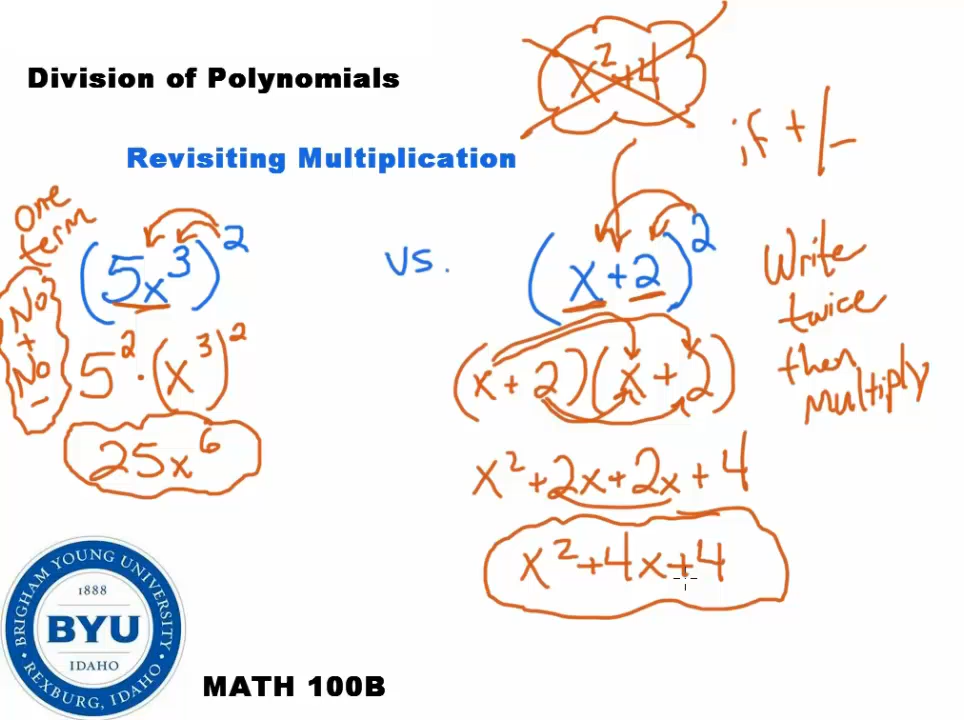 Division of Polynomials
Revisiting Multiplication
x²+4
if +/-
One
term
No
+
No
-
(5x³)²
5² · (x³)²
25x⁶
vs.
(x+2)²
(x+2)(x+2)
x²+2x+2x+4
x²+4x+4
Write
twice
then
Multiply
BRIGHAM YOUNG UNIVERSITY
1888
BYU
IDAHO
REXBURG, IDAHO
MATH 100B